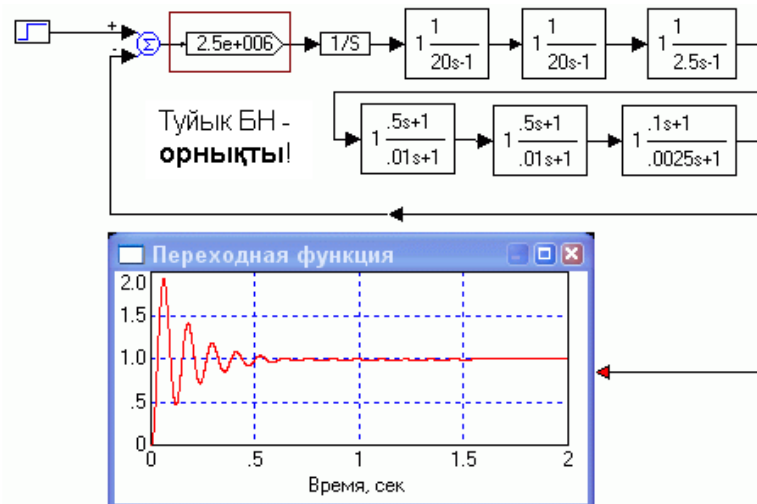 +
-
Σ
2.5e+006
1/S
1 1 / 20s-1
1 1 / 20s-1
1 1 / 2.5s-1
Туйык БН -
орнықты!
1 .5s+1 / .01s+1
1 .5s+1 / .01s+1
1 .1s+1 / .0025s+1
Переходная функция
2.0
1.5
1.0
.5
0
0 .5 1 1.5 2
Время, сек